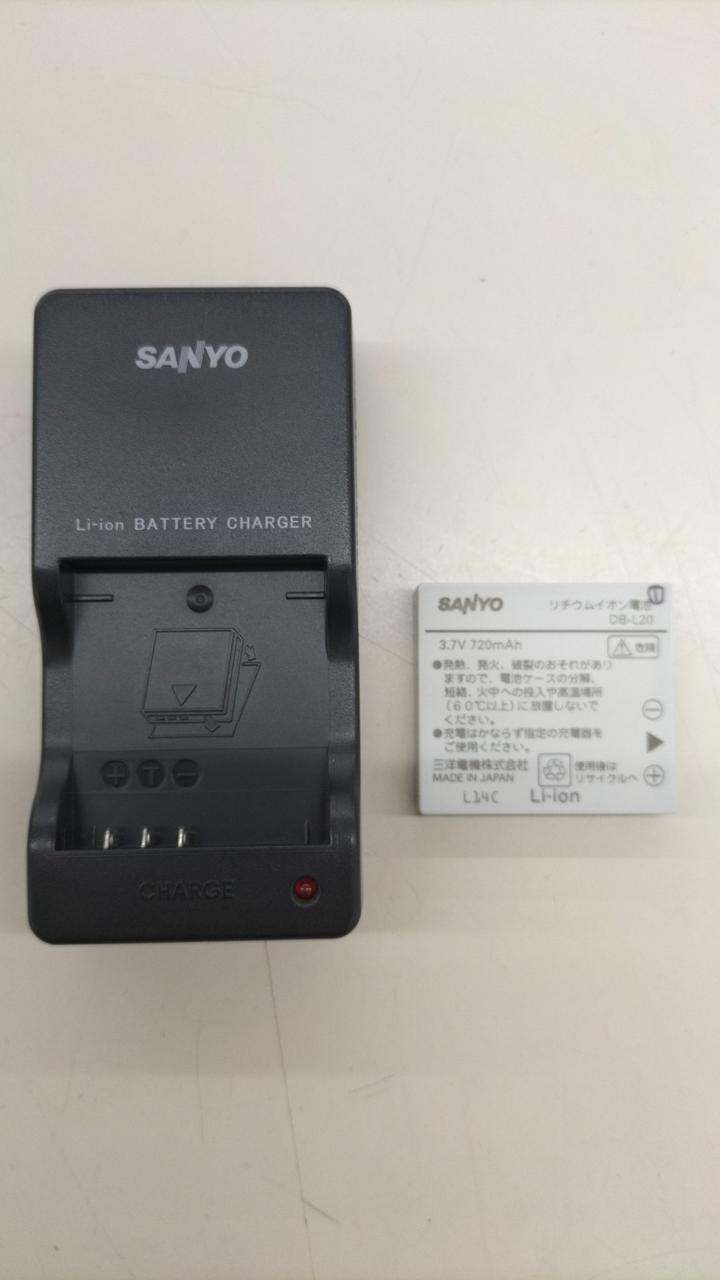 SANYO
Li-ion BATTERY CHARGER
+ T −
CHARGE
SANYO リチウムイオン電池 ①
DB-L20
3.7V 720mAh ⚠危険
●発熱、発火、破裂のおそれがあり
ますので、電池ケースの分解、
短絡、火中への投入や高温場所
(60℃以上)に放置しないで
ください。
●充電はかならず指定の充電器を
ご使用ください。
三洋電機株式会社 使用後は
MADE IN JAPAN リサイクルへ
L14C Li-ion
−
+